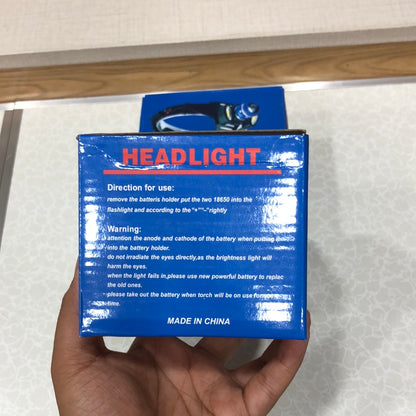 HEADLIGHT
Direction for use:
remove the batteris holder put the two 18650 into the
flashlight and according to the"+""-"rightly
Warning:
attention the anode and cathode of the battery when putting
into the battery holder.
do not irradiate the eyes directly,as the brightness light will
harm the eyes.
when the light fails in,please use new powerful battery to replac
the old ones.
please take out the battery when torch will be on use for
time.
MADE IN CHINA